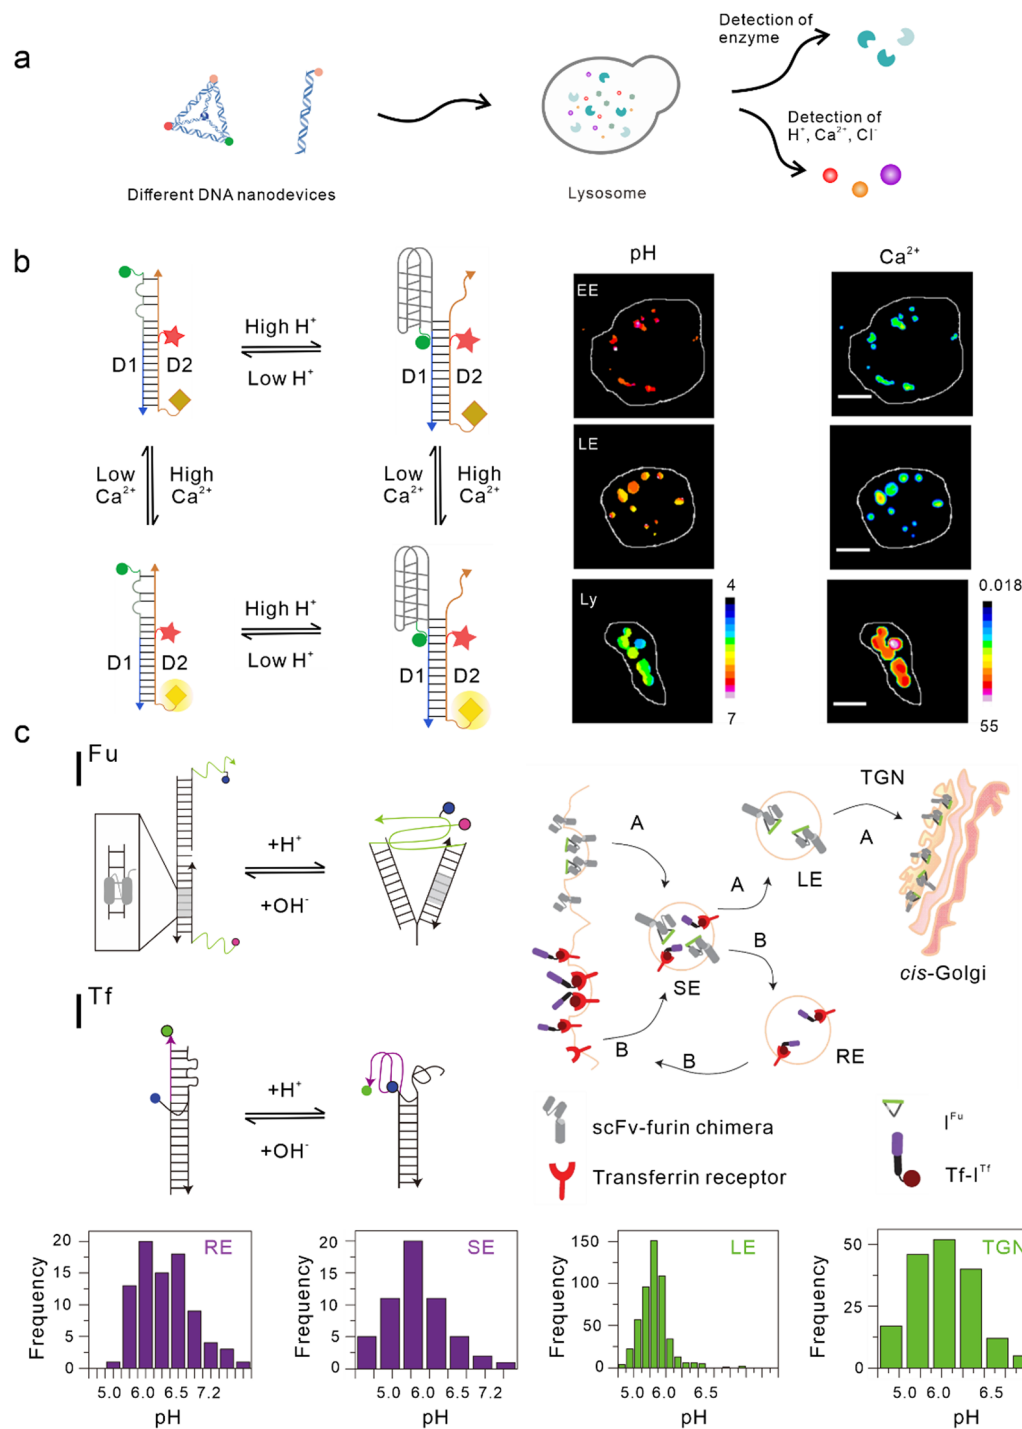 a
Detection of
enzyme
Detection of
H⁺, Ca²⁺, Cl⁻
Different DNA nanodevices
Lysosome
b
pH
Ca²⁺
EE
High H⁺
Low H⁺
D1 D2
D1 D2
LE
Low
Ca²⁺
High
Ca²⁺
Low
Ca²⁺
High
Ca²⁺
Ly
4
7
0.018
55
High H⁺
Low H⁺
D1 D2
D1 D2
c
I Fu
+H⁺
+OH⁻
I Tf
+H⁺
+OH⁻
A
A
TGN
A
LE
B
SE
cis-Golgi
B
B
RE
scFv-furin chimera
I^Fu
Transferrin receptor
Tf-I^Tf
RE
Frequency
20
15
10
5
0
5.0 6.0 6.5 7.2
pH
SE
Frequency
20
15
10
5
0
5.0 6.0 6.5 7.2
pH
LE
Frequency
150
100
50
0
5.0 6.0 6.5
pH
TGN
Frequency
50
25
0
5.0 6.0 6.5
pH